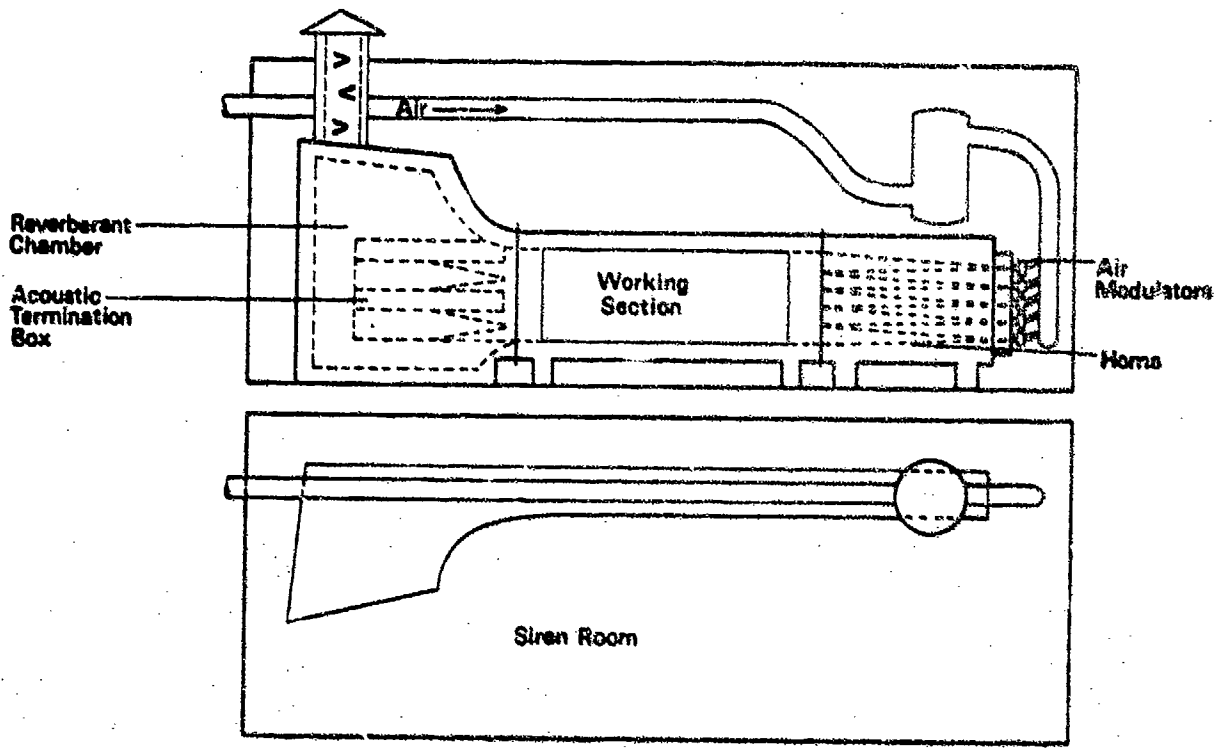 Air
Reverberant
Chamber
Acoustic
Termination
Box
Working
Section
Air
Modulators
Horns
Siren Room